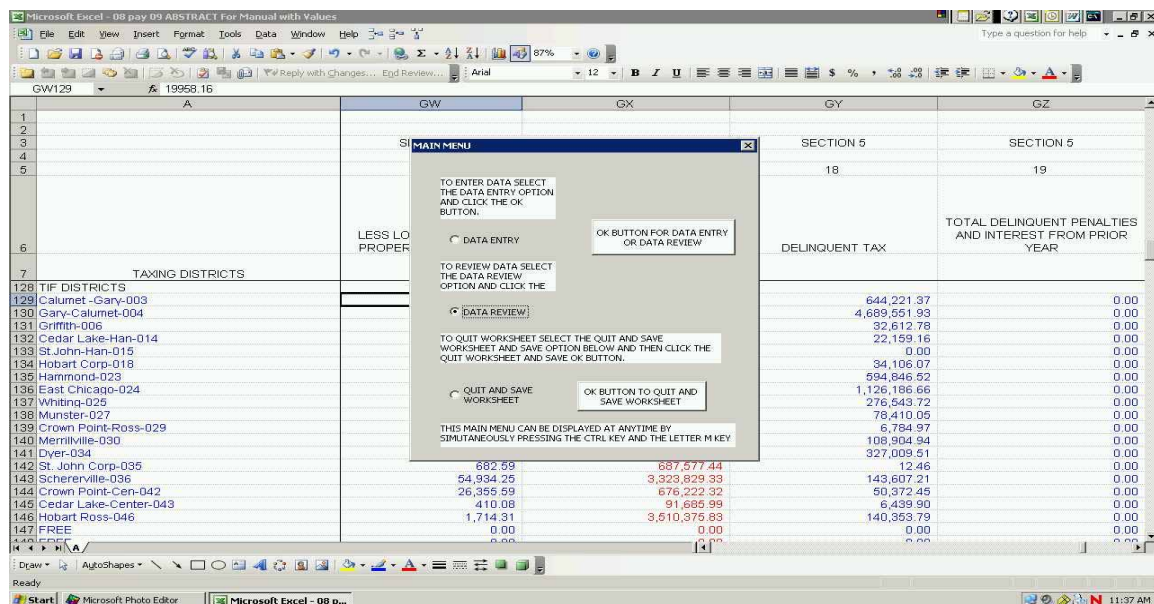 Microsoft Excel - 08 pay 09 ABSTRACT For Manual with Values
File Edit View Insert Format Tools Data Window Help
Type a question for help
87%
Reply with Changes... End Review...
Arial 12 B I U $ % ,
GW129 fx 19958.16
A GW GX GY GZ
1
2
3 SECTION 5 SECTION 5
4
5 18 19
6 LESS LO
PROPER
DELINQUENT TAX
TOTAL DELINQUENT PENALTIES
AND INTEREST FROM PRIOR
YEAR
7 TAXING DISTRICTS
128 TIF DISTRICTS
129 Calumet -Gary-003 644,221.37 0.00
130 Gary-Calumet-004 4,689,551.93 0.00
131 Griffith-006 32,612.78 0.00
132 Cedar Lake-Han-014 22,159.16 0.00
133 St.John-Han-015 0.00 0.00
134 Hobart Corp-018 34,106.07 0.00
135 Hammond-023 594,846.52 0.00
136 East Chicago-024 1,126,186.66 0.00
137 Whiting-025 276,543.72 0.00
138 Munster-027 78,410.05 0.00
139 Crown Point-Ross-029 6,784.97 0.00
140 Merrillville-030 108,904.94 0.00
141 Dyer-034 327,009.51 0.00
142 St. John Corp-035 682.59 687,577.44 12.46 0.00
143 Schererville-036 54,934.25 3,323,829.33 143,607.21 0.00
144 Crown Point-Cen-042 26,355.59 676,222.32 50,372.45 0.00
145 Cedar Lake-Center-043 410.08 91,685.99 6,439.90 0.00
146 Hobart Ross-046 1,714.31 3,510,375.83 140,353.79 0.00
147 FREE 0.00 0.00 0.00 0.00
MAIN MENU
TO ENTER DATA SELECT
THE DATA ENTRY OPTION
AND CLICK THE OK
BUTTON.
DATA ENTRY
OK BUTTON FOR DATA ENTRY
OR DATA REVIEW
TO REVIEW DATA SELECT
THE DATA REVIEW
OPTION AND CLICK THE
DATA REVIEW
TO QUIT WORKSHEET SELECT THE QUIT AND SAVE
WORKSHEET AND SAVE OPTION BELOW AND THEN CLICK THE
QUIT WORKSHEET AND SAVE OK BUTTON.
QUIT AND SAVE
WORKSHEET
OK BUTTON TO QUIT AND
SAVE WORKSHEET
THIS MAIN MENU CAN BE DISPLAYED AT ANYTIME BY
SIMUTANEOUSLY PRESSING THE CTRL KEY AND THE LETTER M KEY
A
Draw AutoShapes
Ready
Start Microsoft Photo Editor Microsoft Excel - 08 p... 11:37 AM